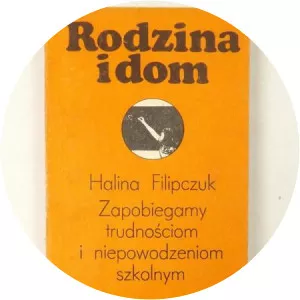 Rodzina
i dom
Halina Filipczuk
Zapobiegamy
trudnościom
i niepowodzeniom
szkolnym